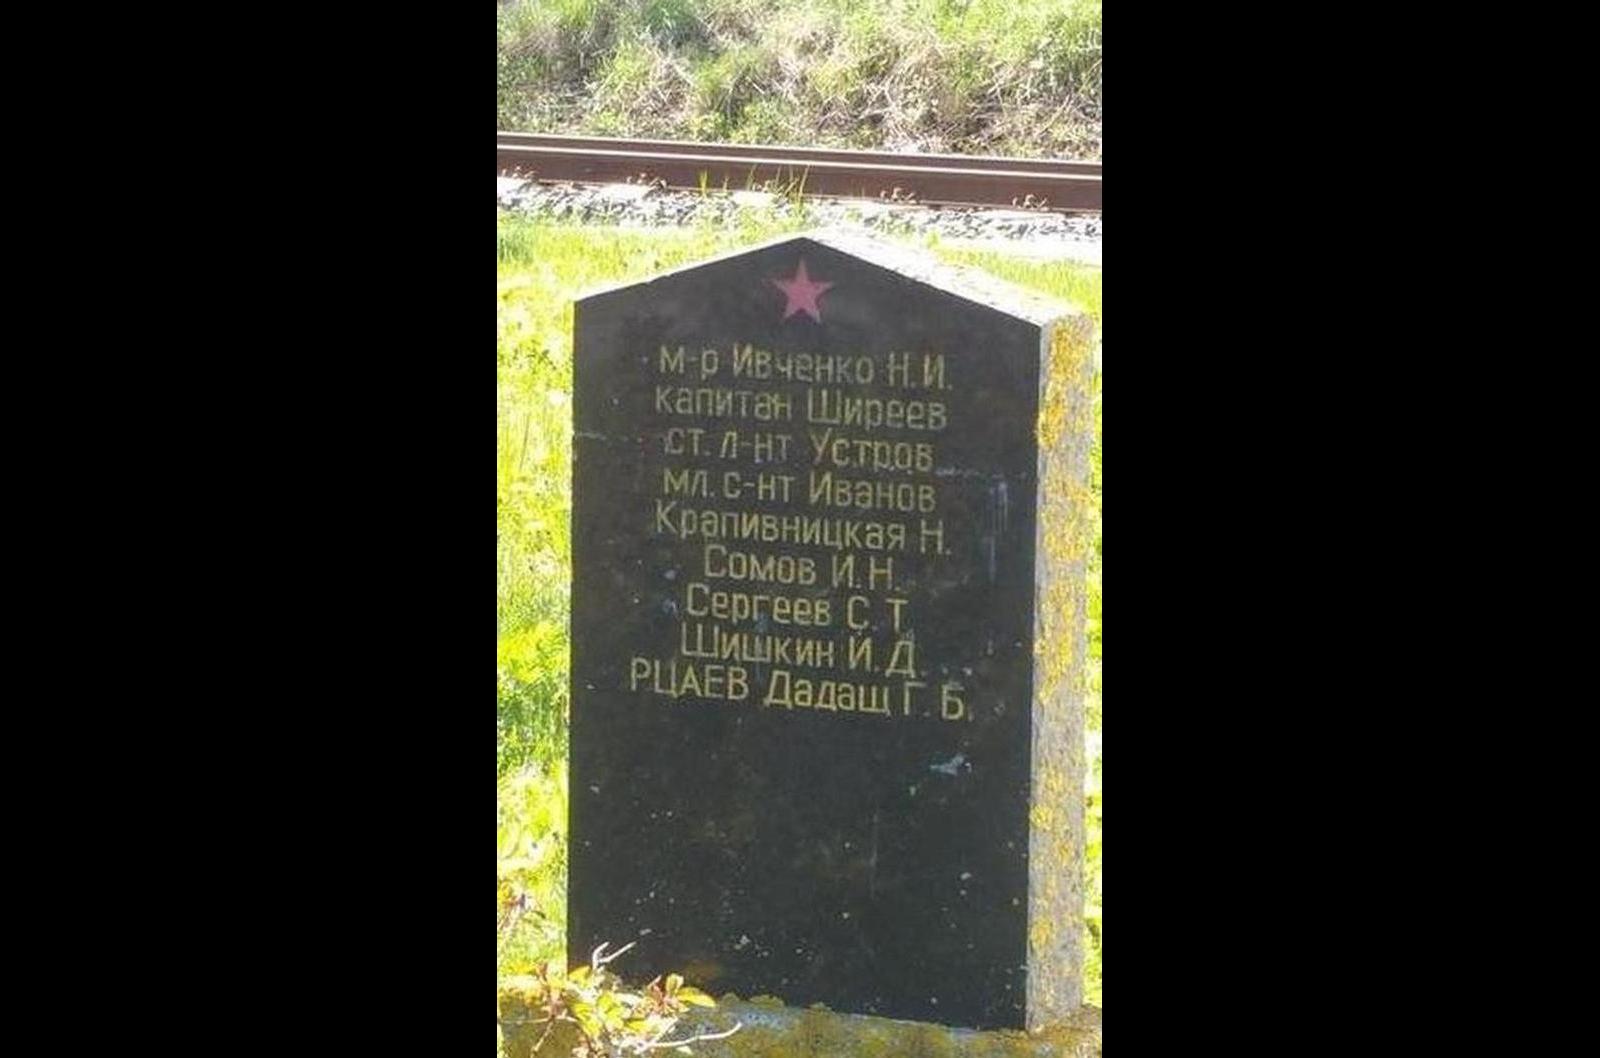 м-р Ивченко Н.И.
капитан Ширеев
ст. л-нт Устров
мл. с-нт Иванов
Крапивницкая Н.
Сомов И.Н.
Сергеев С.Т.
Шишкин И.Д.
РЦАЕВ Дадащ Г.Б.